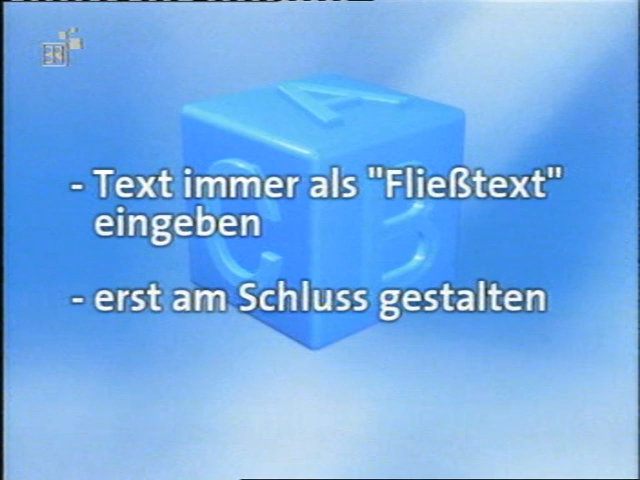 A
C
B
- Text immer als "Fließtext"
eingeben
- erst am Schluss gestalten